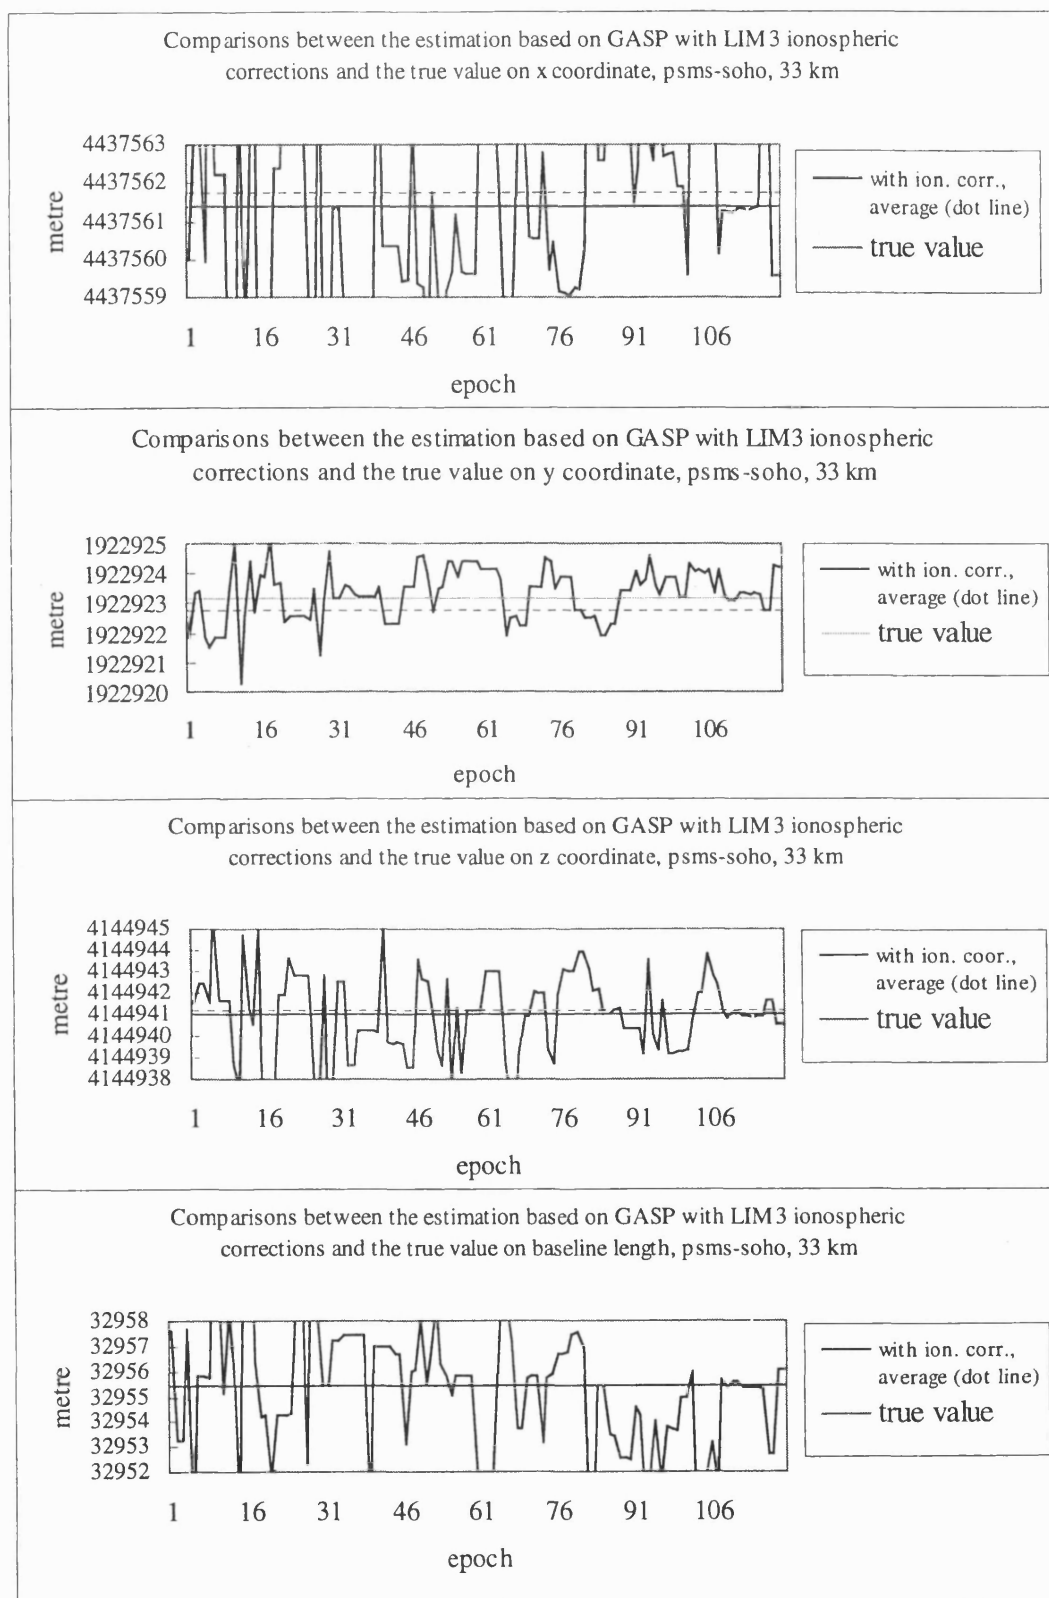 Comparisons between the estimation based on GASP with LIM3 ionospheric
corrections and the true value on x coordinate, psms-soho, 33 km
4437563
4437562
4437561
4437560
4437559
metre
1 16 31 46 61 76 91 106
epoch
with ion. corr.,
average (dot line)
true value
Comparisons between the estimation based on GASP with LIM3 ionospheric
corrections and the true value on y coordinate, psms-soho, 33 km
1922925
1922924
1922923
1922922
1922921
1922920
metre
1 16 31 46 61 76 91 106
epoch
with ion. corr.,
average (dot line)
true value
Comparisons between the estimation based on GASP with LIM3 ionospheric
corrections and the true value on z coordinate, psms-soho, 33 km
4144945
4144944
4144943
4144942
4144941
4144940
4144939
4144938
metre
1 16 31 46 61 76 91 106
epoch
with ion. coor.,
average (dot line)
true value
Comparisons between the estimation based on GASP with LIM3 ionospheric
corrections and the true value on baseline length, psms-soho, 33 km
32958
32957
32956
32955
32954
32953
32952
metre
1 16 31 46 61 76 91 106
epoch
with ion. corr.,
average (dot line)
true value